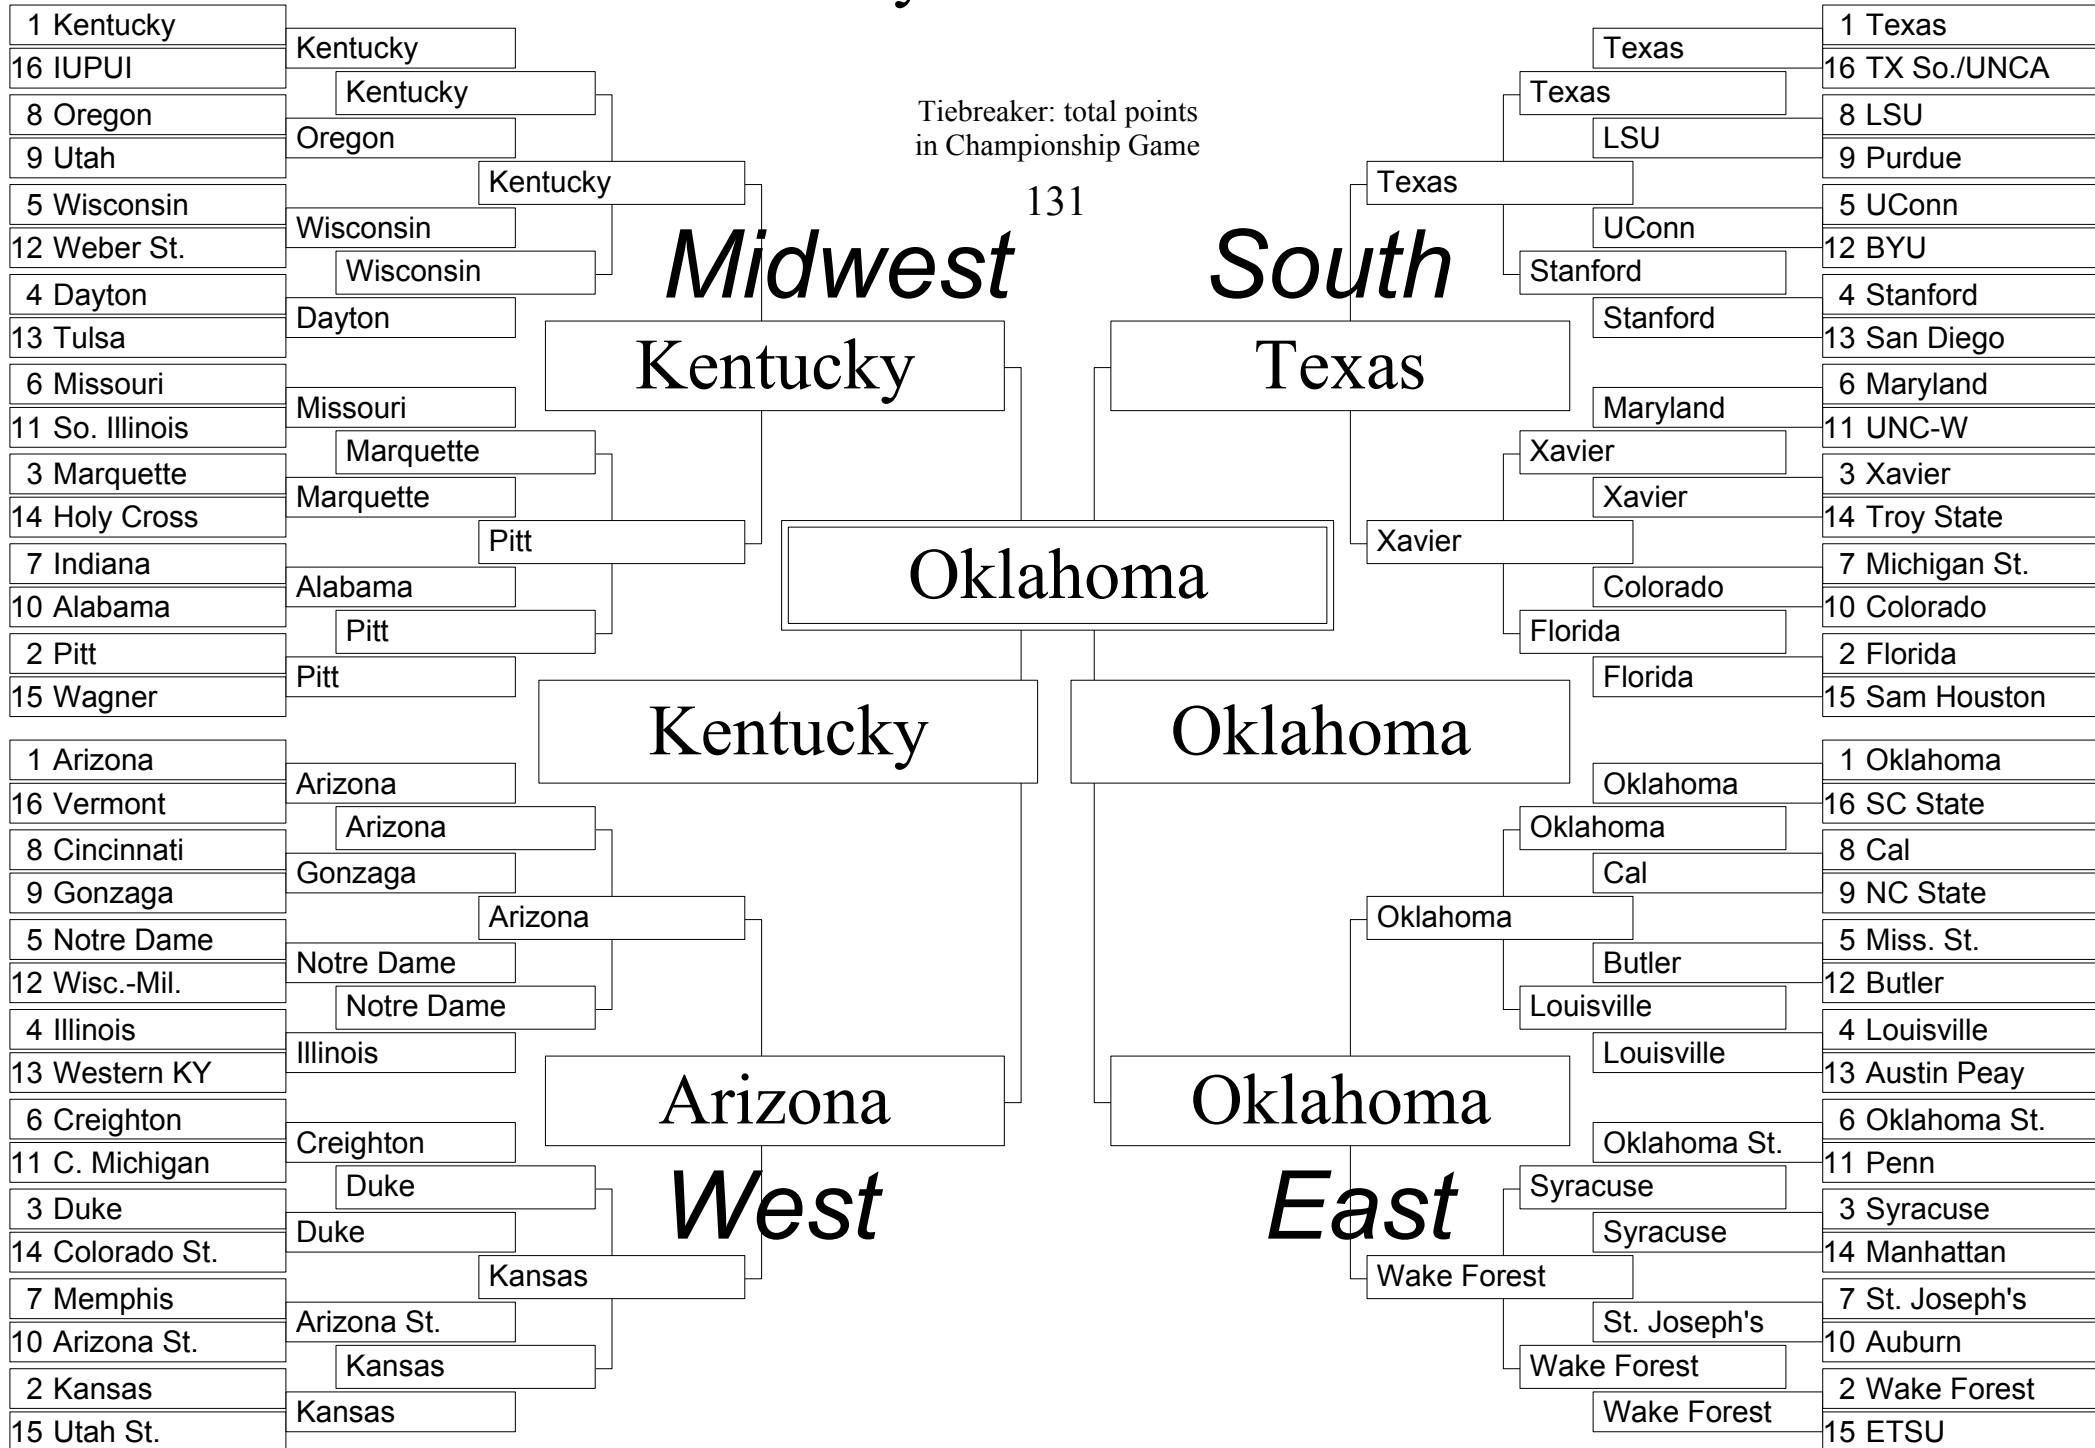 1 Kentucky
16 IUPUI
8 Oregon
9 Utah
5 Wisconsin
12 Weber St.
4 Dayton
13 Tulsa
6 Missouri
11 So. Illinois
3 Marquette
14 Holy Cross
7 Indiana
10 Alabama
2 Pitt
15 Wagner
Kentucky
Oregon
Wisconsin
Dayton
Missouri
Marquette
Alabama
Pitt
Kentucky
Wisconsin
Marquette
Pitt
Kentucky
Pitt
Midwest
Kentucky
1 Arizona
16 Vermont
8 Cincinnati
9 Gonzaga
5 Notre Dame
12 Wisc.-Mil.
4 Illinois
13 Western KY
6 Creighton
11 C. Michigan
3 Duke
14 Colorado St.
7 Memphis
10 Arizona St.
2 Kansas
15 Utah St.
Arizona
Gonzaga
Notre Dame
Illinois
Creighton
Duke
Arizona St.
Kansas
Arizona
Notre Dame
Duke
Kansas
Arizona
Kansas
Arizona
West
Tiebreaker: total points
in Championship Game
131
Oklahoma
Kentucky
Oklahoma
South
Texas
Texas
Xavier
Texas
Stanford
Xavier
Florida
Texas
LSU
UConn
Stanford
Maryland
Xavier
Colorado
Florida
1 Texas
16 TX So./UNCA
8 LSU
9 Purdue
5 UConn
12 BYU
4 Stanford
13 San Diego
6 Maryland
11 UNC-W
3 Xavier
14 Troy State
7 Michigan St.
10 Colorado
2 Florida
15 Sam Houston
Oklahoma
East
Oklahoma
Wake Forest
Oklahoma
Louisville
Syracuse
Wake Forest
Oklahoma
Cal
Butler
Louisville
Oklahoma St.
Syracuse
St. Joseph's
Wake Forest
1 Oklahoma
16 SC State
8 Cal
9 NC State
5 Miss. St.
12 Butler
4 Louisville
13 Austin Peay
6 Oklahoma St.
11 Penn
3 Syracuse
14 Manhattan
7 St. Joseph's
10 Auburn
2 Wake Forest
15 ETSU